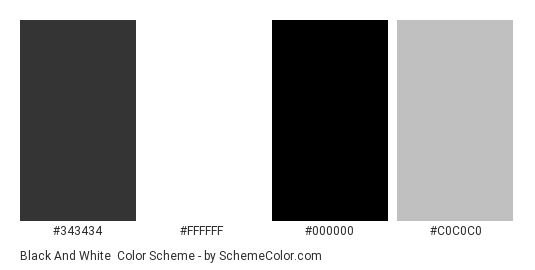 #343434 #FFFFFF #000000 #C0C0C0
Black And White Color Scheme - by SchemeColor.com